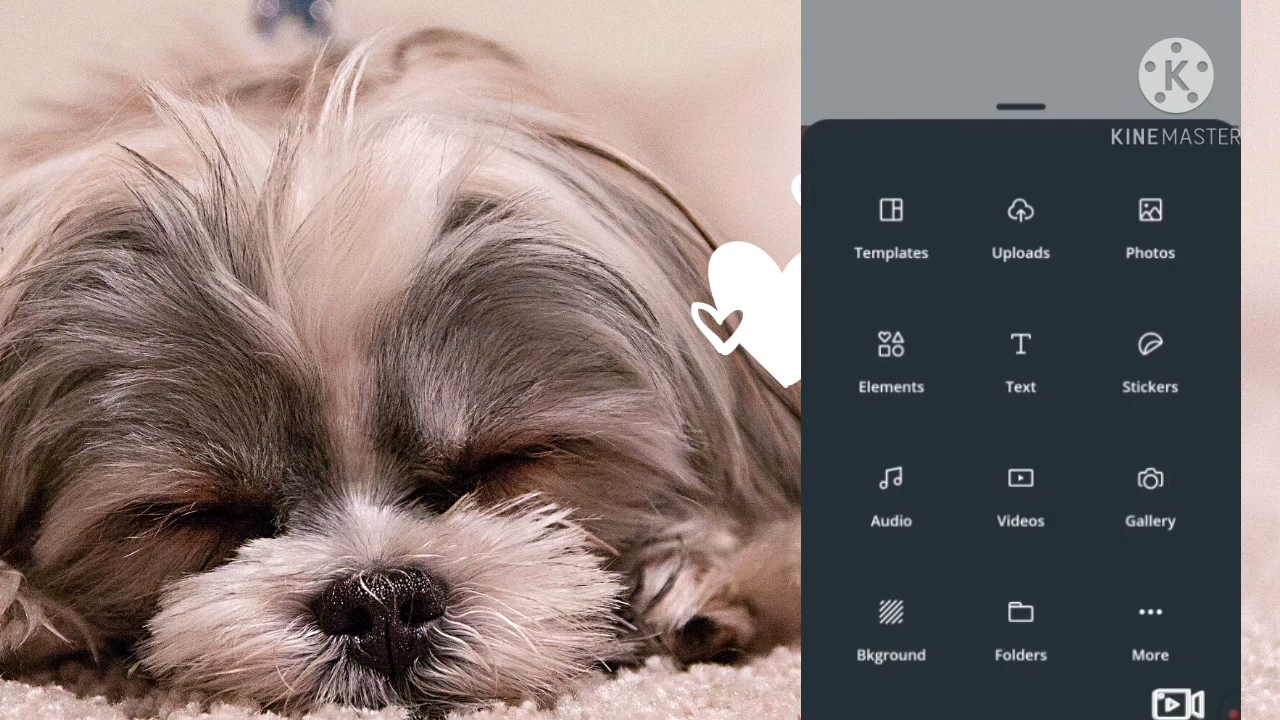 K
KINEMASTER
Templates Uploads Photos
Elements Text Stickers
Audio Videos Gallery
Bkground Folders More